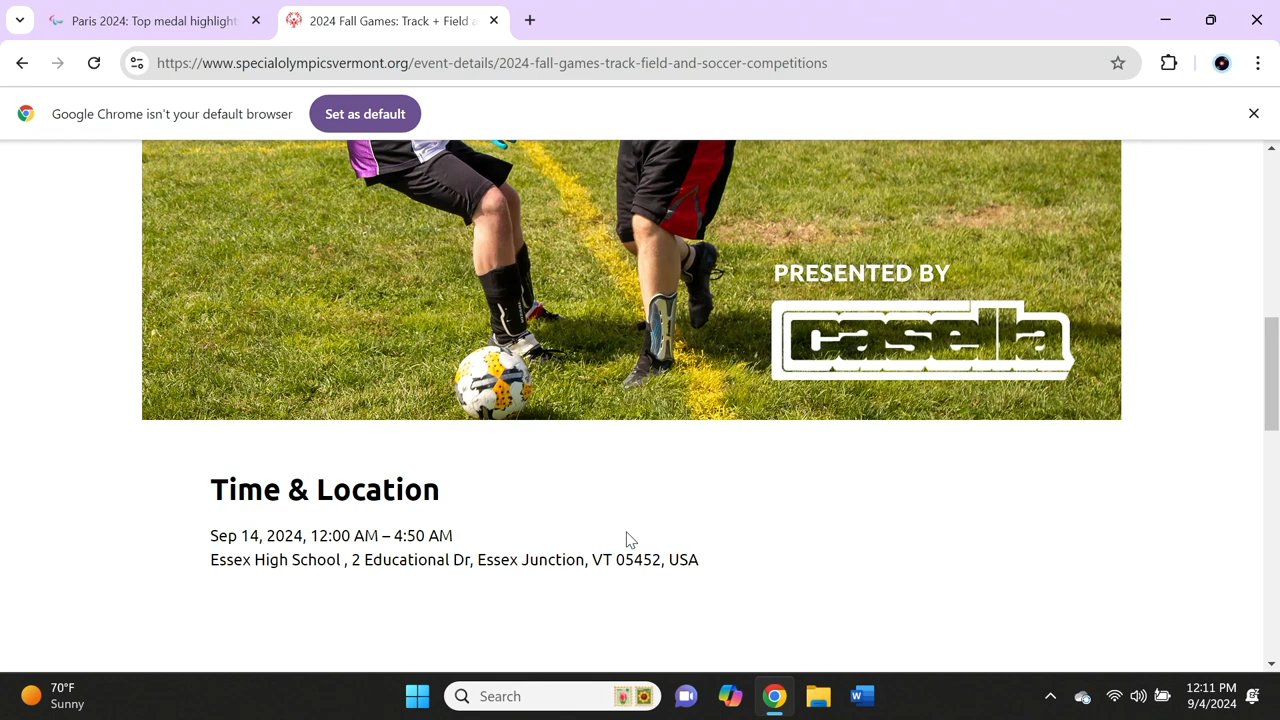 Paris 2024: Top medal highlight
2024 Fall Games: Track + Field a
https://www.specialolympicsvermont.org/event-details/2024-fall-games-track-field-and-soccer-competitions
Google Chrome isn't your default browser
Set as default
PRESENTED BY
casella
Time & Location
Sep 14, 2024, 12:00 AM – 4:50 AM
Essex High School , 2 Educational Dr, Essex Junction, VT 05452, USA
70°F
Sunny
Search
12:11 PM
9/4/2024